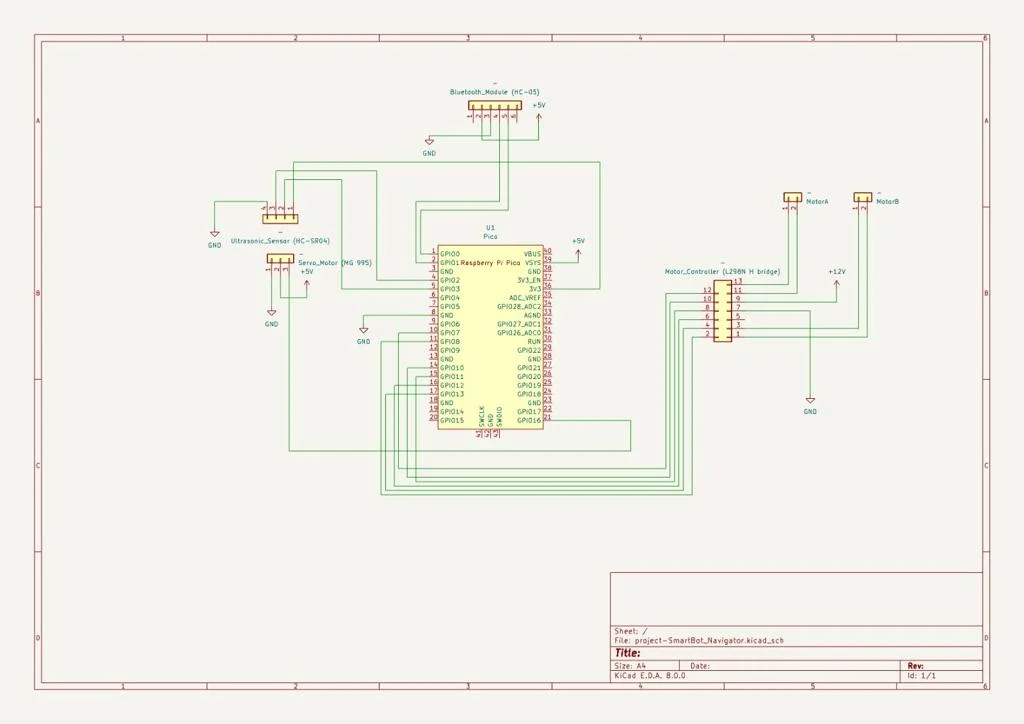 1 2 3 4 5 6
A
B
C
D
A
B
C
D
Bluetooth_Module (HC-05)
1 2 3 4 5 6
+5V
GND
4 3 2 1
GND
Ultrasonic_Sensor (HC-SR04)
1 2 3
Servo_Motor (MG 995)
+5V
GND
GND
U1
Pico
Raspberry Pi Pico
1 GPIO0
2 GPIO1
3 GND
4 GPIO2
5 GPIO3
6 GPIO4
7 GPIO5
8 GND
9 GPIO6
10 GPIO7
11 GPIO8
12 GPIO9
13 GND
14 GPIO10
15 GPIO11
16 GPIO12
17 GPIO13
18 GND
19 GPIO14
20 GPIO15
VBUS 40
VSYS 39
GND 38
3V3_EN 37
3V3 36
ADC_VREF 35
GPIO28_ADC2 34
AGND 33
GPIO27_ADC1 32
GPIO26_ADC0 31
RUN 30
GPIO22 29
GND 28
GPIO21 27
GPIO20 26
GPIO19 25
GPIO18 24
GND 23
GPIO17 22
GPIO16 21
SWCLK 41
GND 42
SWDIO 43
+5V
Motor_Controller (L298N H bridge)
12 13
10 11
8 9
6 7
4 5
2 3
1
MotorA
1 2
MotorB
1 2
+12V
GND
Sheet: /
File: project-SmartBot_Navigator.kicad_sch
Title:
Size: A4 Date: Rev:
KiCad E.D.A. 8.0.0 Id: 1/1
1 2 3 4 5 6